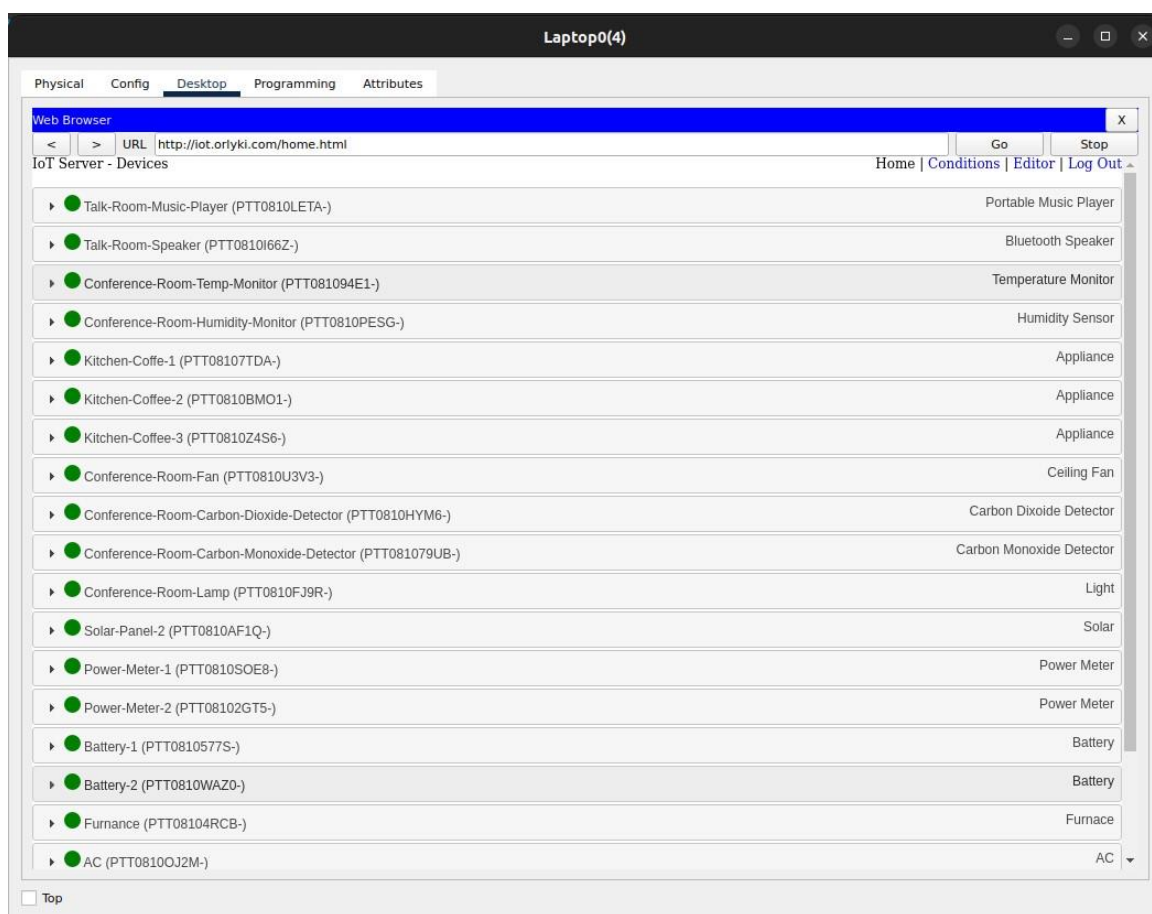 Laptop0(4)
Physical Config Desktop Programming Attributes
Web Browser X
< > URL http://iot.orlyki.com/home.html Go Stop
IoT Server - Devices Home | Conditions | Editor | Log Out
Talk-Room-Music-Player (PTT0810LETA-) Portable Music Player
Talk-Room-Speaker (PTT0810I66Z-) Bluetooth Speaker
Conference-Room-Temp-Monitor (PTT081094E1-) Temperature Monitor
Conference-Room-Humidity-Monitor (PTT0810PESG-) Humidity Sensor
Kitchen-Coffe-1 (PTT08107TDA-) Appliance
Kitchen-Coffee-2 (PTT0810BMO1-) Appliance
Kitchen-Coffee-3 (PTT0810Z4S6-) Appliance
Conference-Room-Fan (PTT0810U3V3-) Ceiling Fan
Conference-Room-Carbon-Dioxide-Detector (PTT0810HYM6-) Carbon Dixoide Detector
Conference-Room-Carbon-Monoxide-Detector (PTT081079UB-) Carbon Monoxide Detector
Conference-Room-Lamp (PTT0810FJ9R-) Light
Solar-Panel-2 (PTT0810AF1Q-) Solar
Power-Meter-1 (PTT0810SOE8-) Power Meter
Power-Meter-2 (PTT08102GT5-) Power Meter
Battery-1 (PTT0810577S-) Battery
Battery-2 (PTT0810WAZ0-) Battery
Furnance (PTT08104RCB-) Furnace
AC (PTT0810OJ2M-) AC
Top